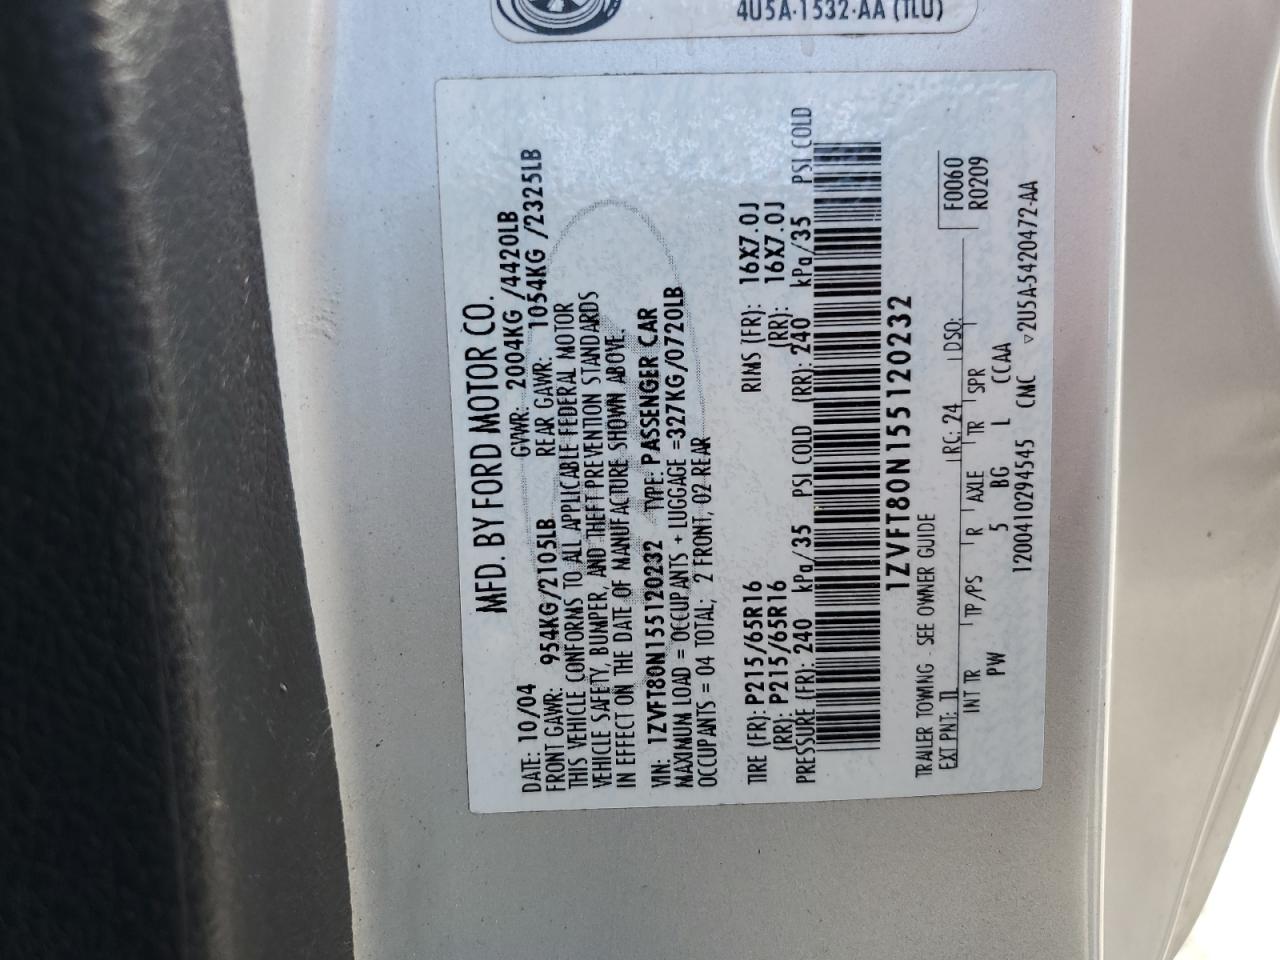 4U5A-1532-AA (TLU)
MFD. BY FORD MOTOR CO.
DATE: 10/04 GVWR: 2004KG /4420LB
FRONT GAWR: 954KG/2105LB REAR GAWR: 1054KG /2325LB
THIS VEHICLE CONFORMS TO ALL APPLICABLE FEDERAL MOTOR
VEHICLE SAFETY, BUMPER, AND THEFT PREVENTION STANDARDS
IN EFFECT ON THE DATE OF MANUFACTURE SHOWN ABOVE.
VIN: 1ZVFT80N155120232 TYPE: PASSENGER CAR
MAXIMUM LOAD = OCCUPANTS + LUGGAGE =327KG/0720LB
OCCUPANTS = 04 TOTAL; 2 FRONT, 02 REAR
TIRE (FR): P215/65R16 RIMS (FR): 16X7.0J
(RR): P215/65R16 (RR): 16X7.0J
PRESSURE (FR): 240 kPa/35 PSI COLD (RR): 240 kPa/35 PSI COLD
1ZVFT80N155120232
TRAILER TOWING - SEE OWNER GUIDE F0060
EXT PNT: TL RC: 24 DSO: R0209
INT TR TP/PS R AXLE TR SPR
PW 5 BG L CCAA
1200410294545 CMC ▽2U5A-5420472-AA